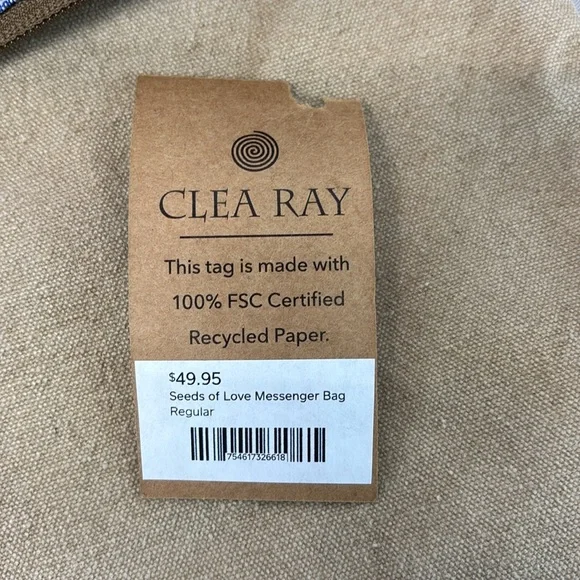 CLEA RAY
This tag is made with
100% FSC Certified
Recycled Paper.
$49.95
Seeds of Love Messenger Bag
Regular
754617326618